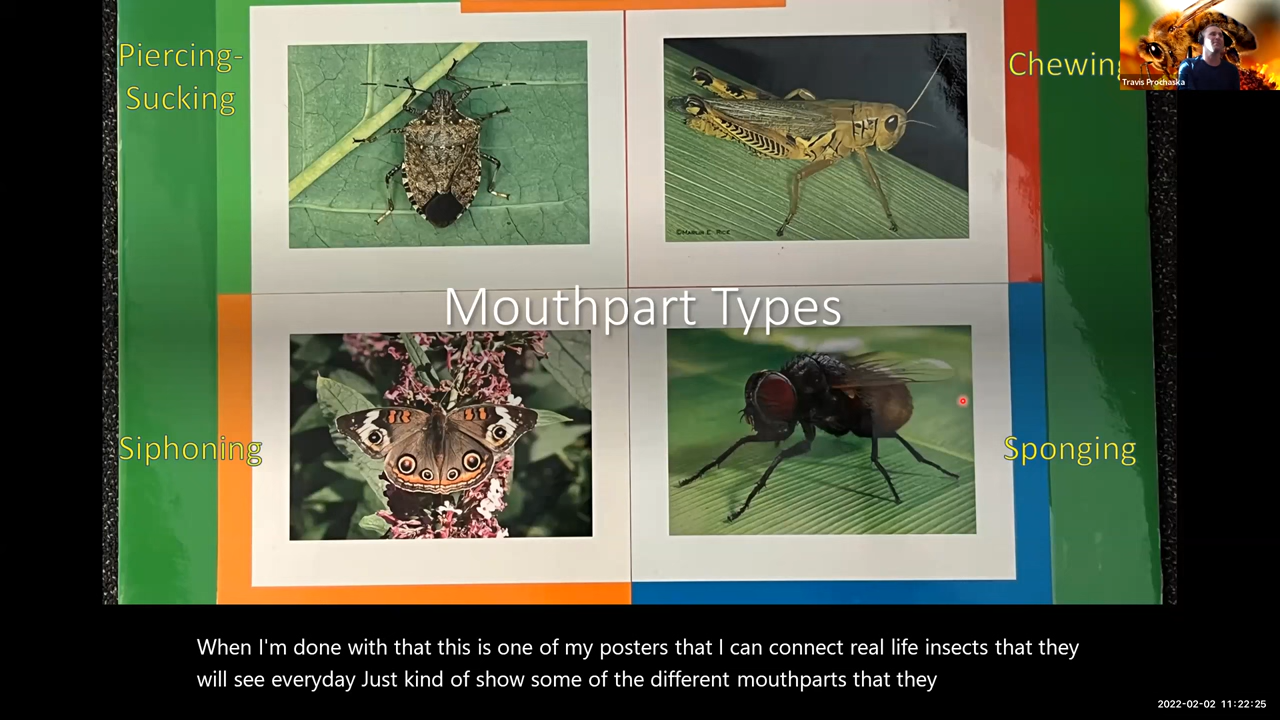 Piercing-
Sucking
Chewing
Travis Prochaska
©MARLIN E. RICE
Mouthpart Types
Siphoning
Sponging
When I'm done with that this is one of my posters that I can connect real life insects that they
will see everyday Just kind of show some of the different mouthparts that they
2022-02-02 11:22:25